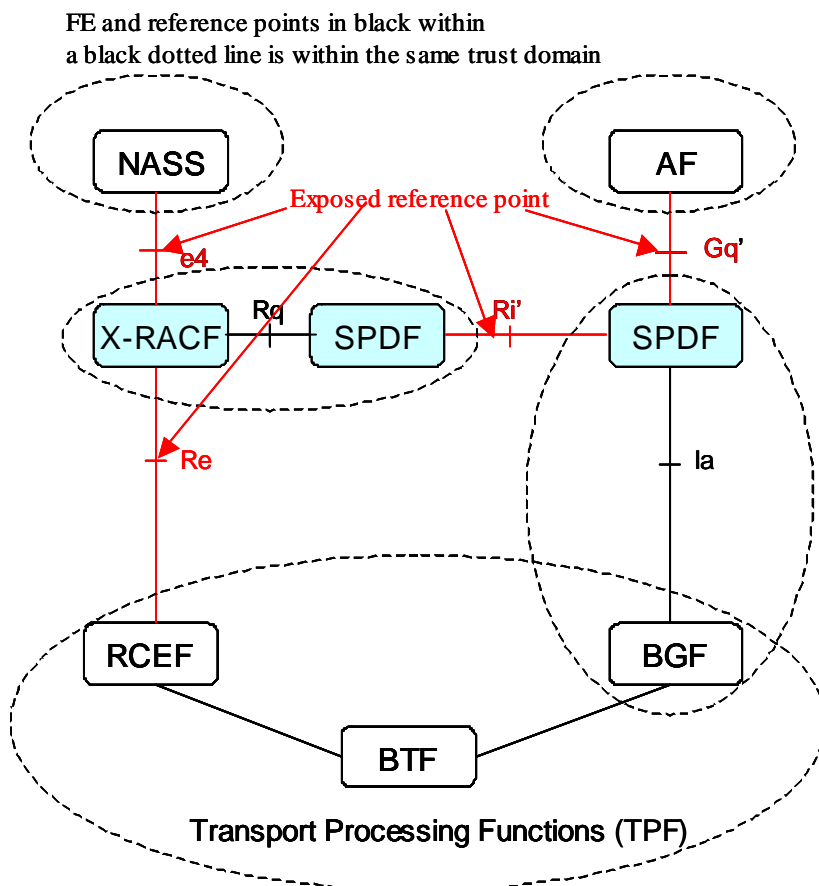 FE and reference points in black within
a black dotted line is within the same trust domain
NASS
AF
Exposed reference point
e4
Gq’
Rq
Ri’
X-RACF
SPDF
SPDF
Re
Ia
RCEF
BGF
BTF
Transport Processing Functions (TPF)